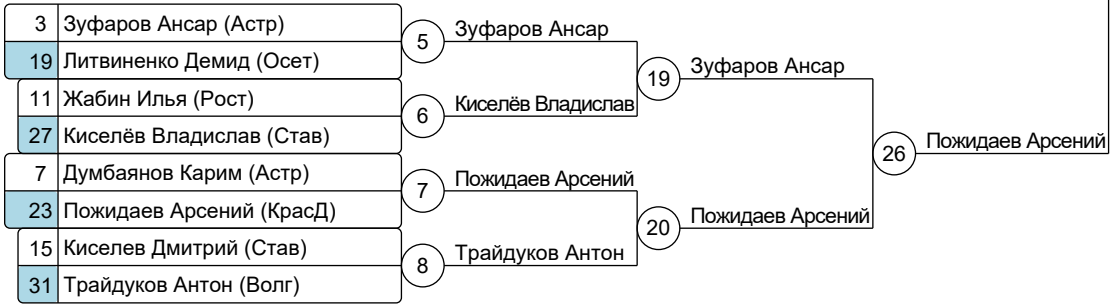 3 Зуфаров Ансар (Астр)
19 Литвиненко Демид (Осет)
11 Жабин Илья (Рост)
27 Киселёв Владислав (Став)
7 Думбаянов Карим (Астр)
23 Пожидаев Арсений (КрасД)
15 Киселев Дмитрий (Став)
31 Трайдуков Антон (Волг)
5 Зуфаров Ансар
6 Киселёв Владислав
7 Пожидаев Арсений
8 Трайдуков Антон
19 Зуфаров Ансар
20 Пожидаев Арсений
26 Пожидаев Арсений